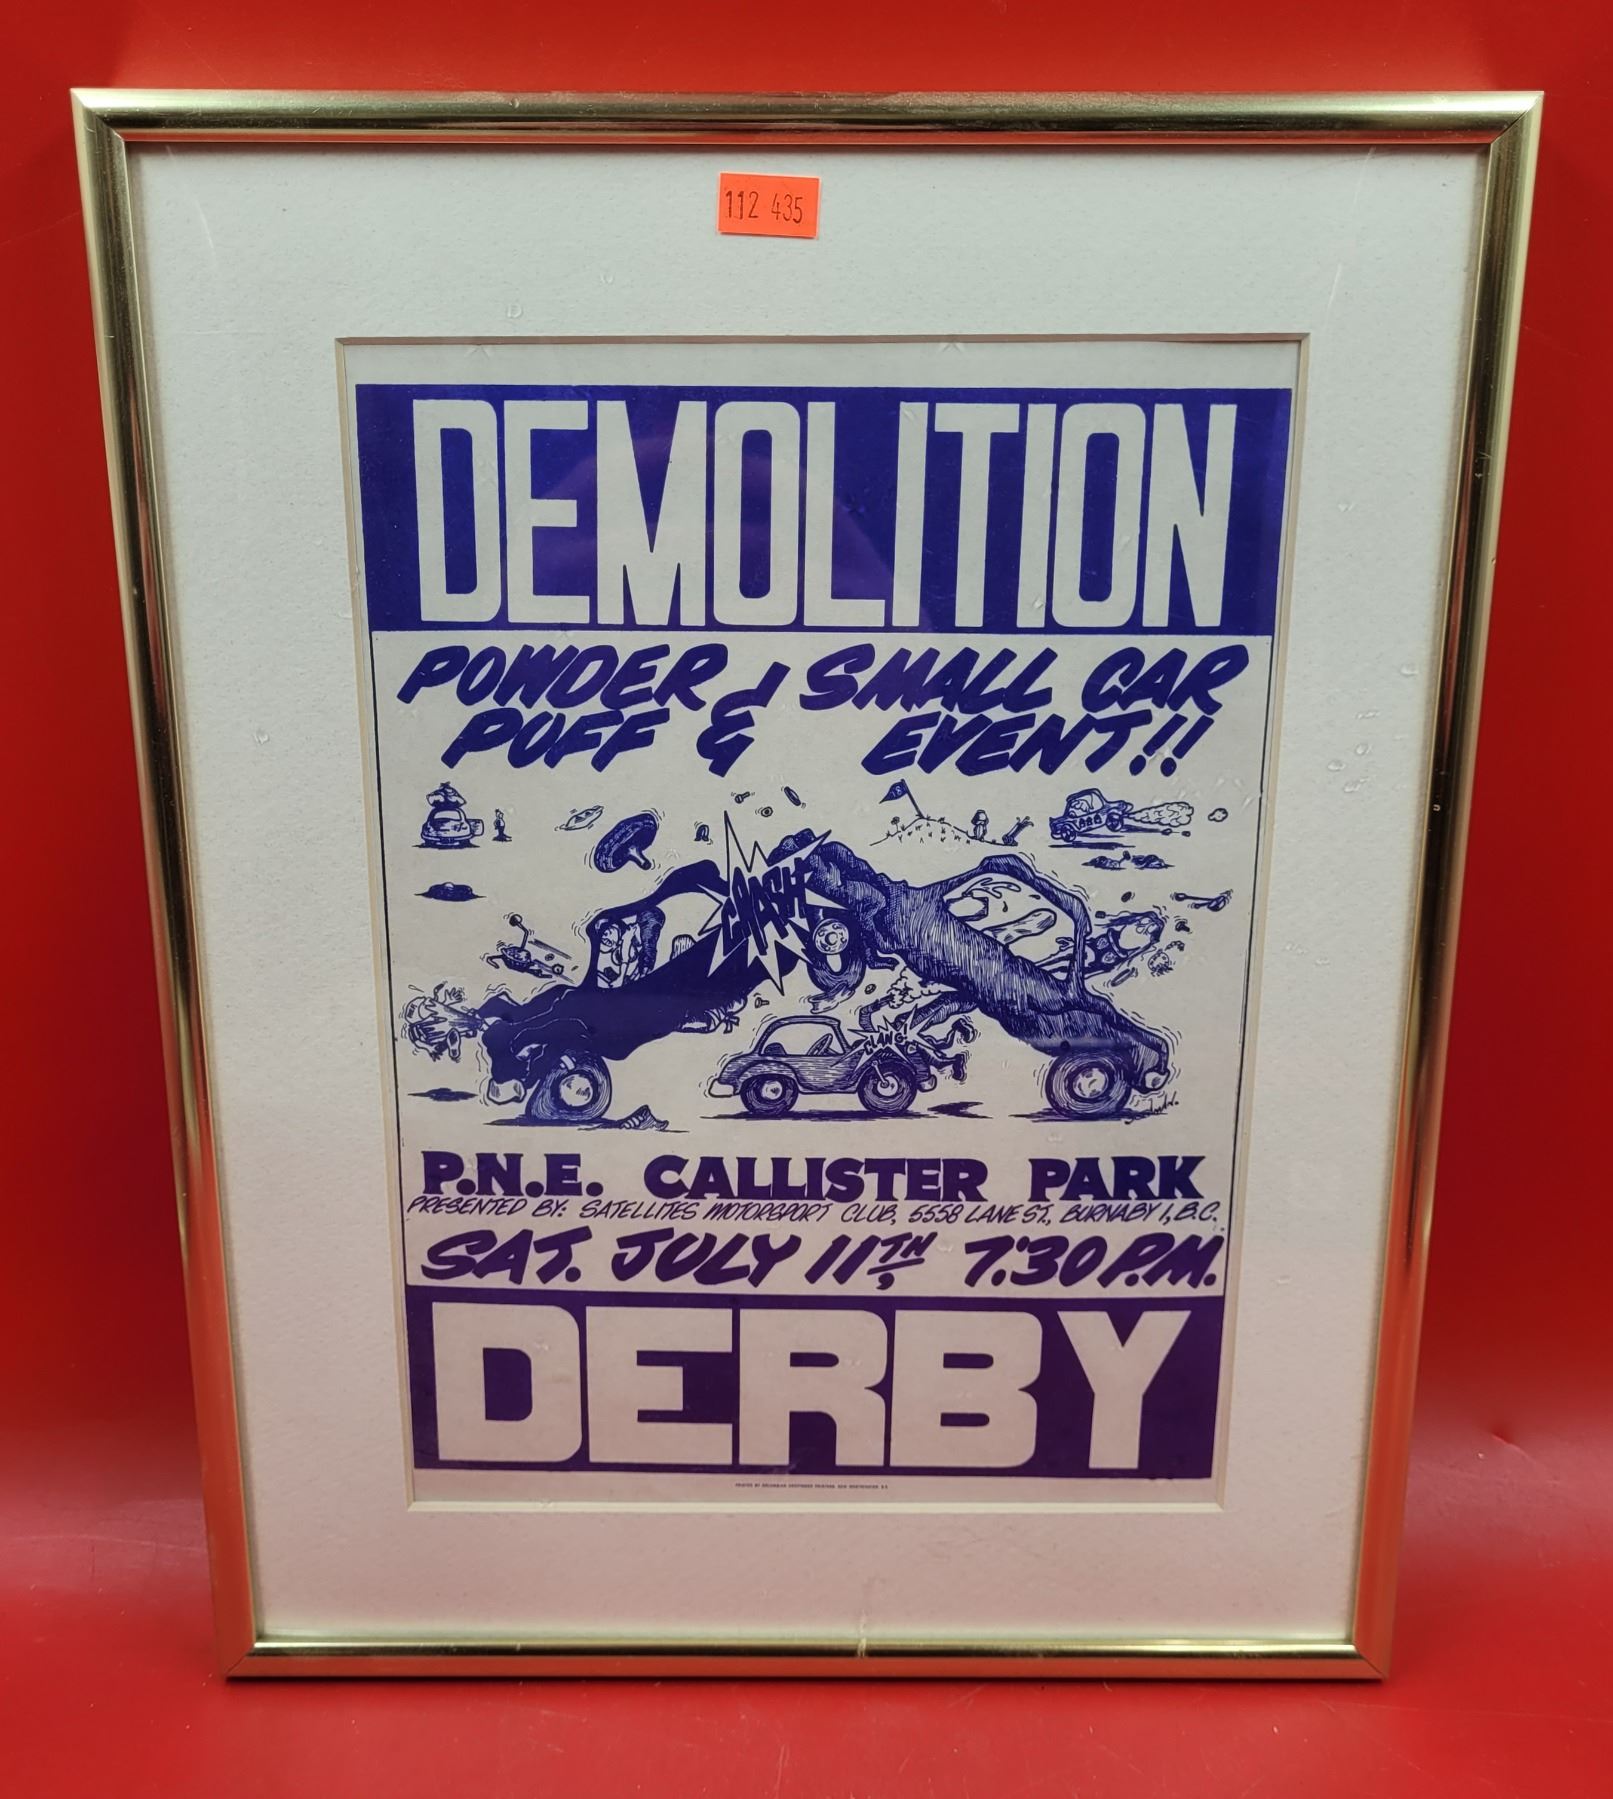 112 435
DEMOLITION
POWDER & SMALL CAR
PUFF & EVENT!!
CRASH
CLANG
P.N.E. CALLISTER PARK
PRESENTED BY: SATELLITES MOTORSPORT CLUB, 5558 LANE ST., BURNABY 1, B.C.
SAT. JULY 11TH, 7:30 P.M.
DERBY